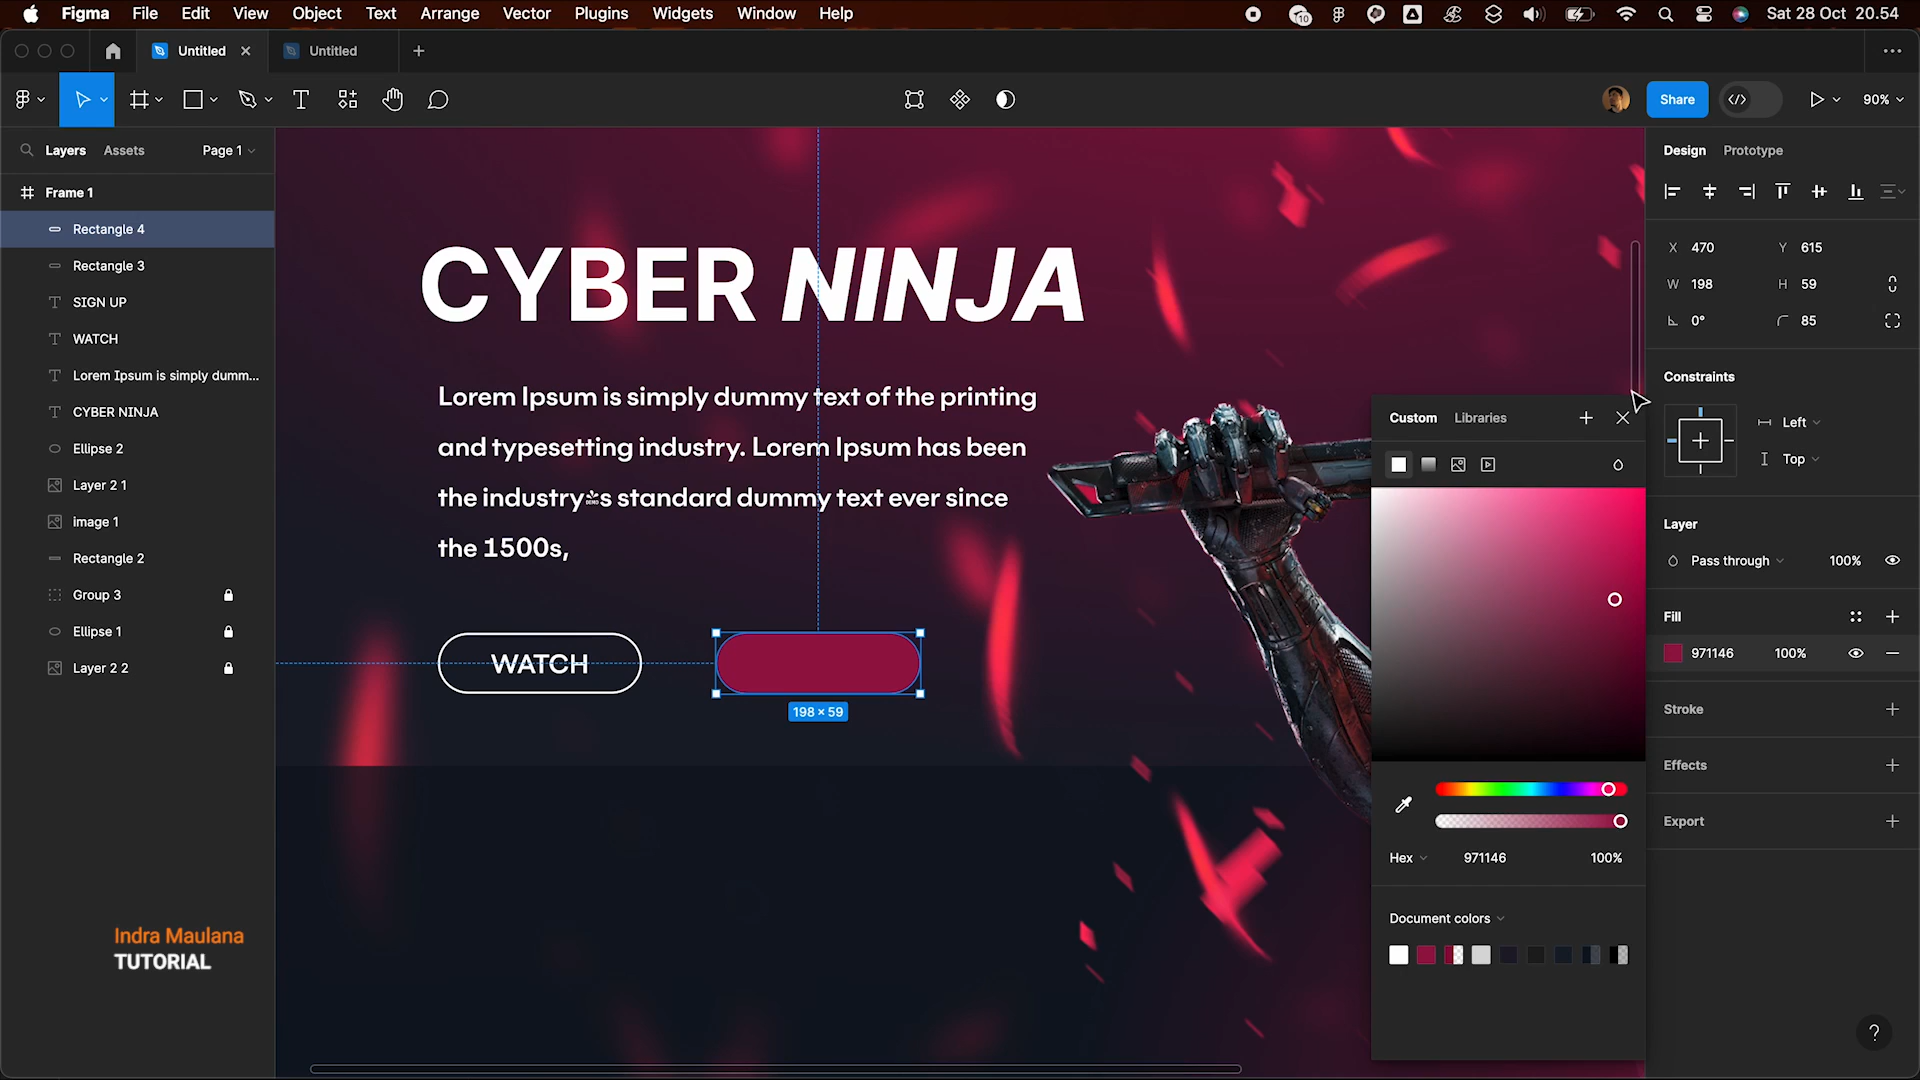 Figma File Edit View Object Text Arrange Vector Plugins Widgets Window Help
10
Sat 28 Oct 20.54
Untitled
Untitled
Share
90%
Layers Assets Page 1
Frame 1
Rectangle 4
Rectangle 3
SIGN UP
WATCH
Lorem Ipsum is simply dumm...
CYBER NINJA
Ellipse 2
Layer 2 1
image 1
Rectangle 2
Group 3
Ellipse 1
Layer 2 2
Indra Maulana
TUTORIAL
CYBER NINJA
Lorem Ipsum is simply dummy text of the printing
and typesetting industry. Lorem Ipsum has been
the industry s standard dummy text ever since
the 1500s,
WATCH
198 × 59
Custom Libraries
Hex 971146 100%
Document colors
Design Prototype
X 470 Y 615
W 198 H 59
0° 85
Constraints
Left
Top
Layer
Pass through 100%
Fill
971146 100%
Stroke
Effects
Export
?